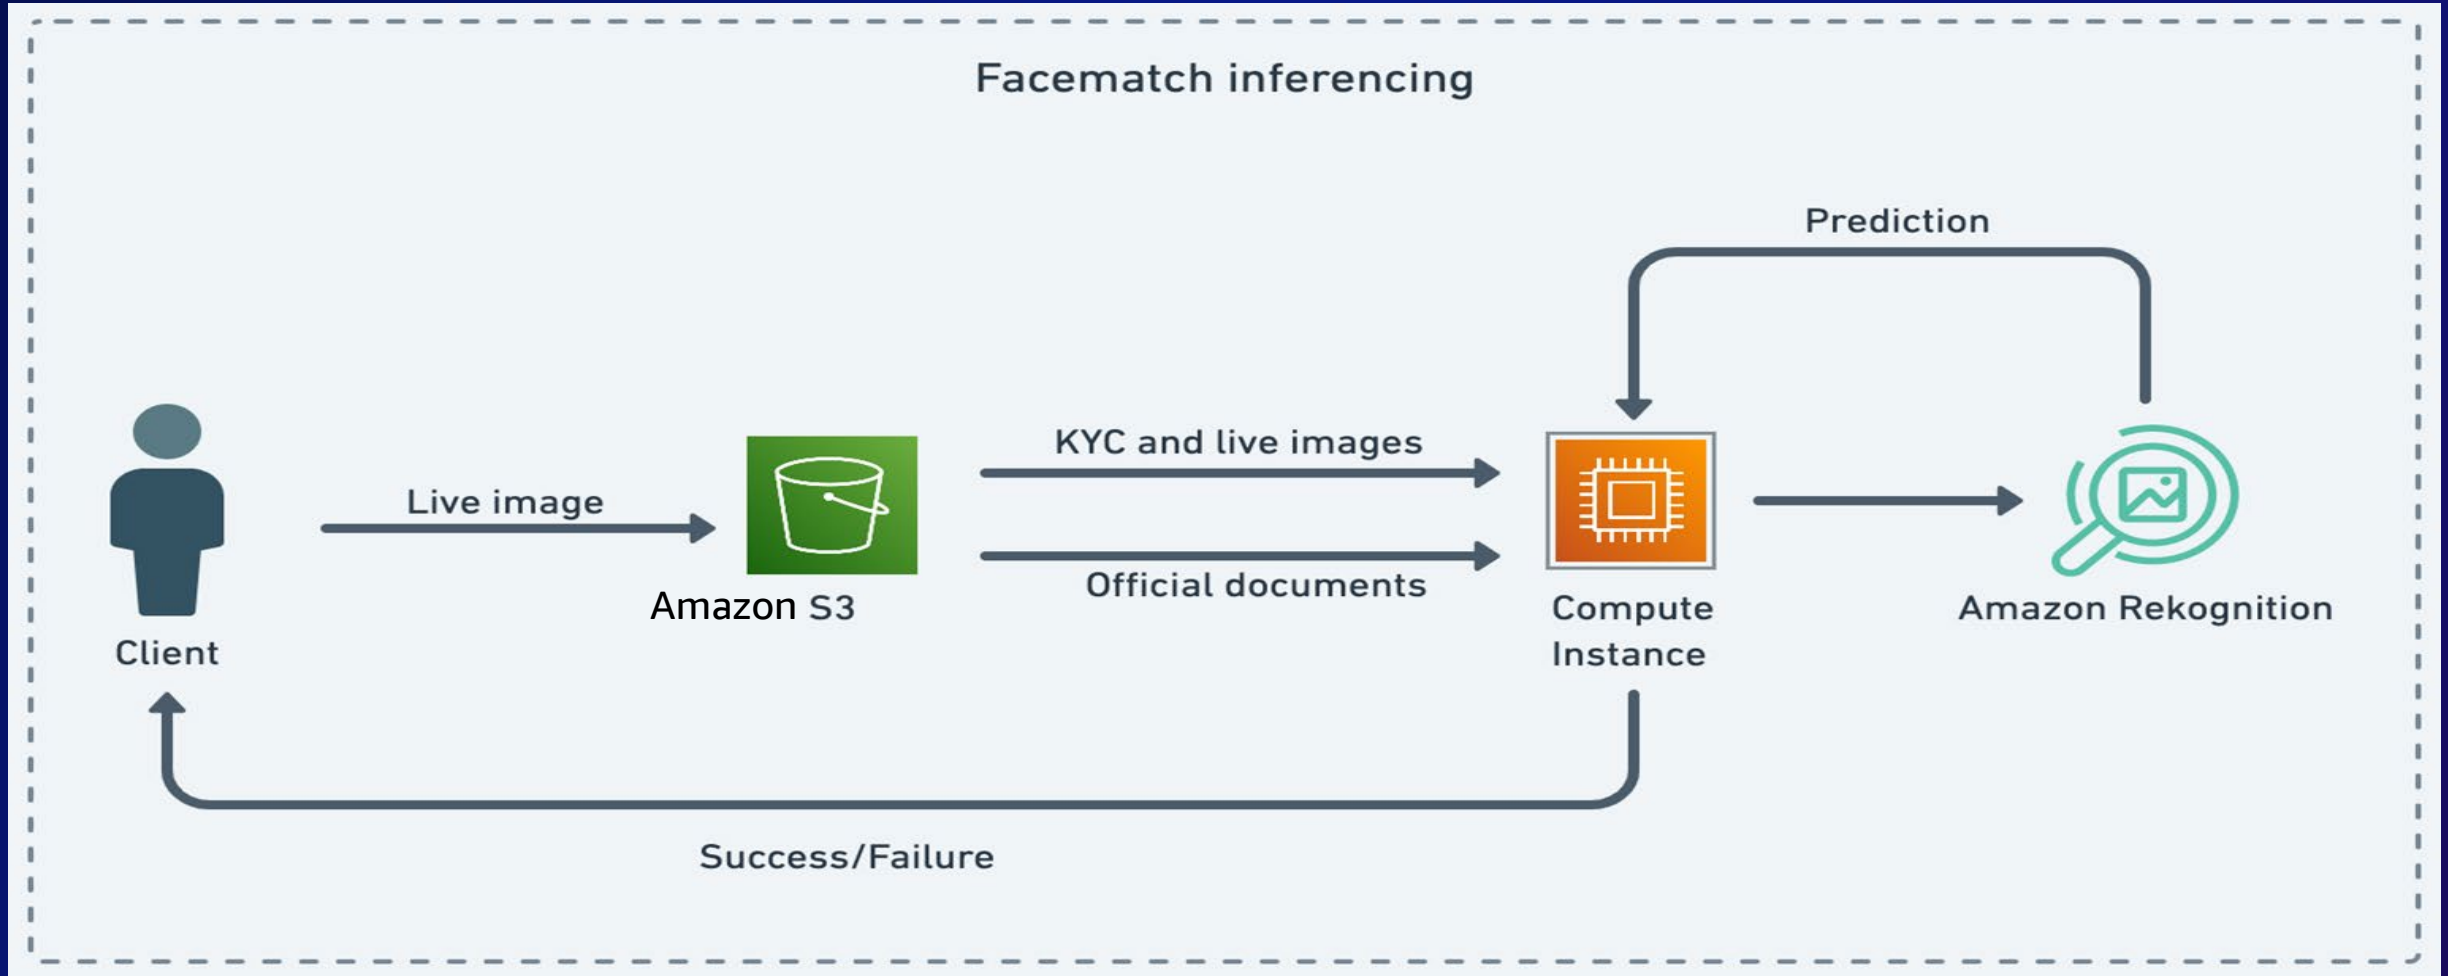 Facematch inferencing
Prediction
KYC and live images
Live image
Official documents
Amazon S3
Compute
Instance
Amazon Rekognition
Client
Success/Failure